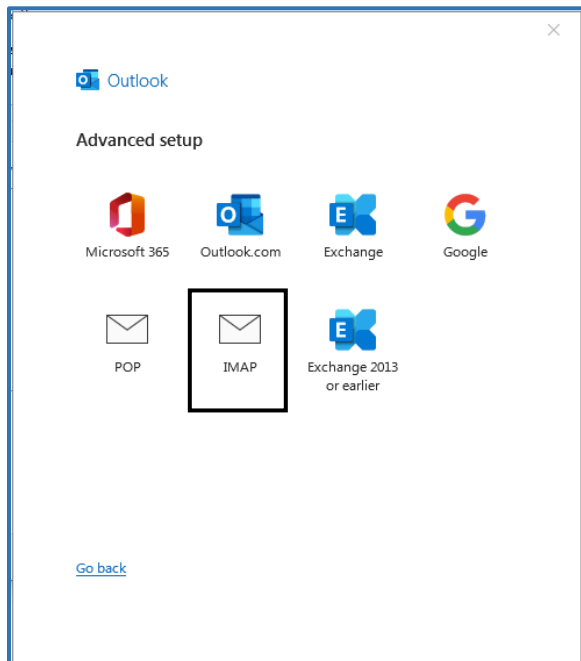 Outlook
Advanced setup
Microsoft 365
Outlook.com
Exchange
Google
POP
IMAP
Exchange 2013
or earlier
Go back